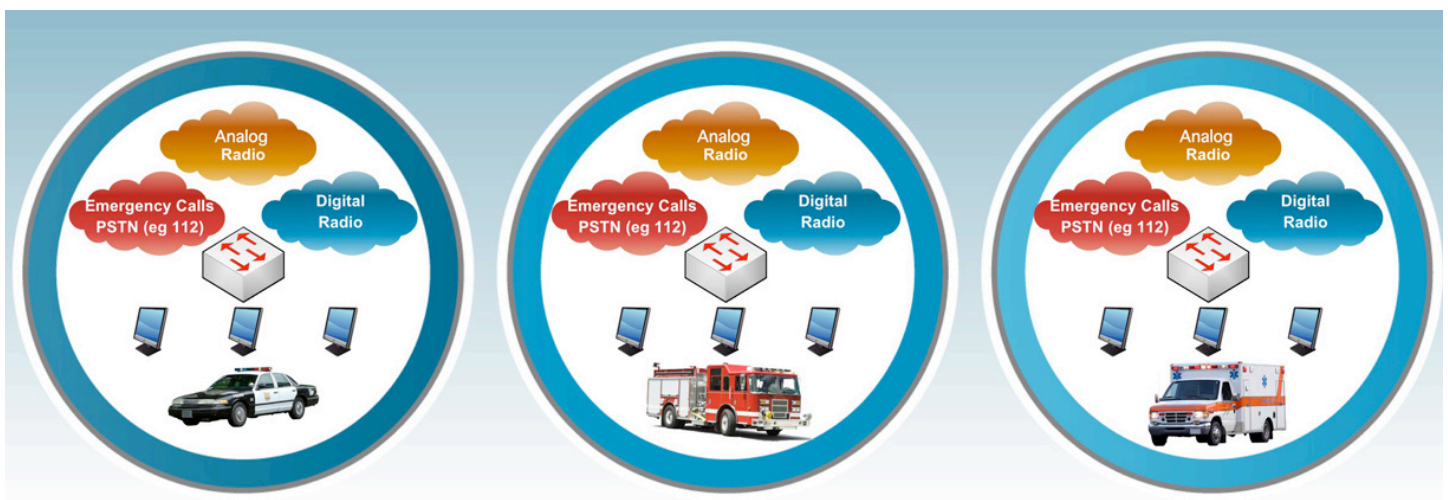 Analog
Radio
Emergency Calls
PSTN (eg 112)
Digital
Radio
Analog
Radio
Emergency Calls
PSTN (eg 112)
Digital
Radio
Analog
Radio
Emergency Calls
PSTN (eg 112)
Digital
Radio